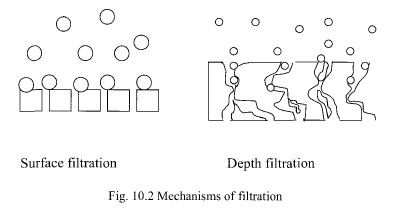 Surface filtration
Depth filtration
Fig. 10.2 Mechanisms of filtration